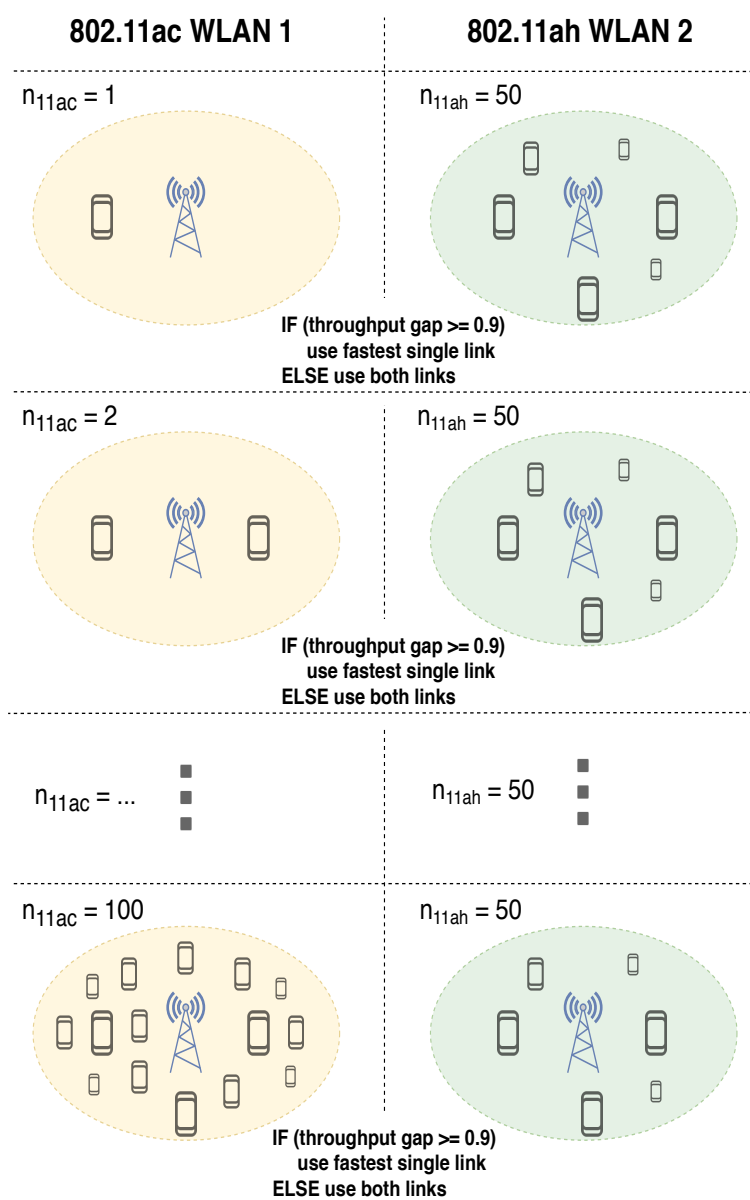 802.11ac WLAN 1
802.11ah WLAN 2
n11ac = 1
n11ah = 50
IF (throughput gap >= 0.9)
use fastest single link
ELSE use both links
n11ac = 2
n11ah = 50
IF (throughput gap >= 0.9)
use fastest single link
ELSE use both links
n11ac = ...
n11ah = 50
n11ac = 100
n11ah = 50
IF (throughput gap >= 0.9)
use fastest single link
ELSE use both links